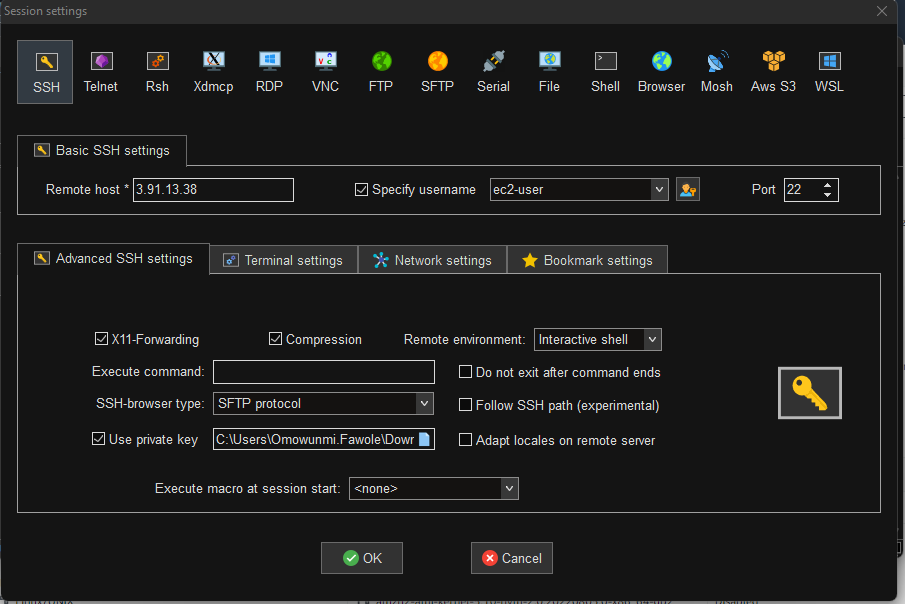 Session settings
SSH Telnet Rsh Xdmcp RDP VNC FTP SFTP Serial File Shell Browser Mosh Aws S3 WSL
Basic SSH settings
Remote host * 3.91.13.38 Specify username ec2-user Port 22
Advanced SSH settings Terminal settings Network settings Bookmark settings
X11-Forwarding Compression Remote environment: Interactive shell
Execute command: Do not exit after command ends
SSH-browser type: SFTP protocol Follow SSH path (experimental)
Use private key C:\Users\Omowunmi.Fawole\Dowr Adapt locales on remote server
Execute macro at session start: <none>
OK Cancel